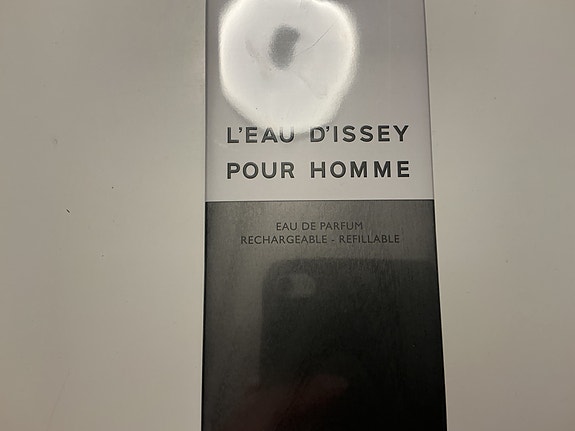 L'EAU D'ISSEY
POUR HOMME
EAU DE PARFUM
RECHARGEABLE - REFILLABLE